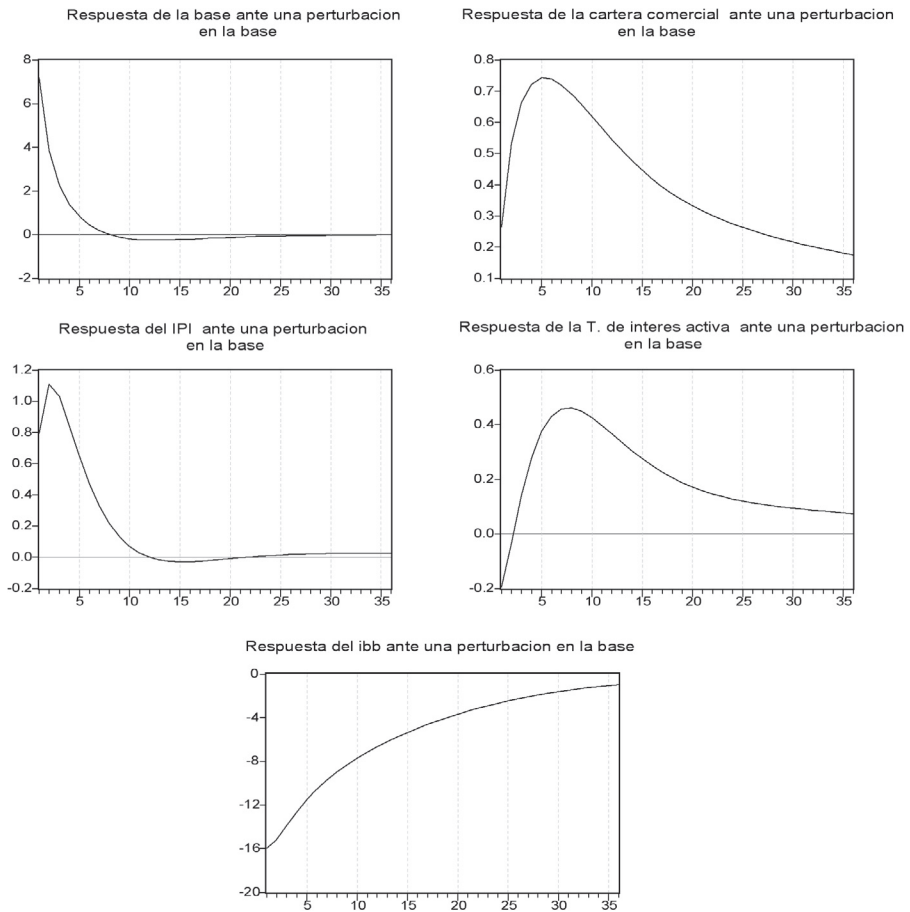 Respuesta de la base ante una perturbacion
en la base
8
6
4
2
0
-2
5 10 15 20 25 30 35
Respuesta de la cartera comercial ante una perturbacion
en la base
0.8
0.7
0.6
0.5
0.4
0.3
0.2
0.1
5 10 15 20 25 30 35
Respuesta del IPI ante una perturbacion
en la base
1.2
1.0
0.8
0.6
0.4
0.2
0.0
-0.2
5 10 15 20 25 30 35
Respuesta de la T. de interes activa ante una perturbacion
en la base
0.6
0.4
0.2
0.0
-0.2
5 10 15 20 25 30 35
Respuesta del ibb ante una perturbacion en la base
0
-4
-8
-12
-16
-20
5 10 15 20 25 30 35